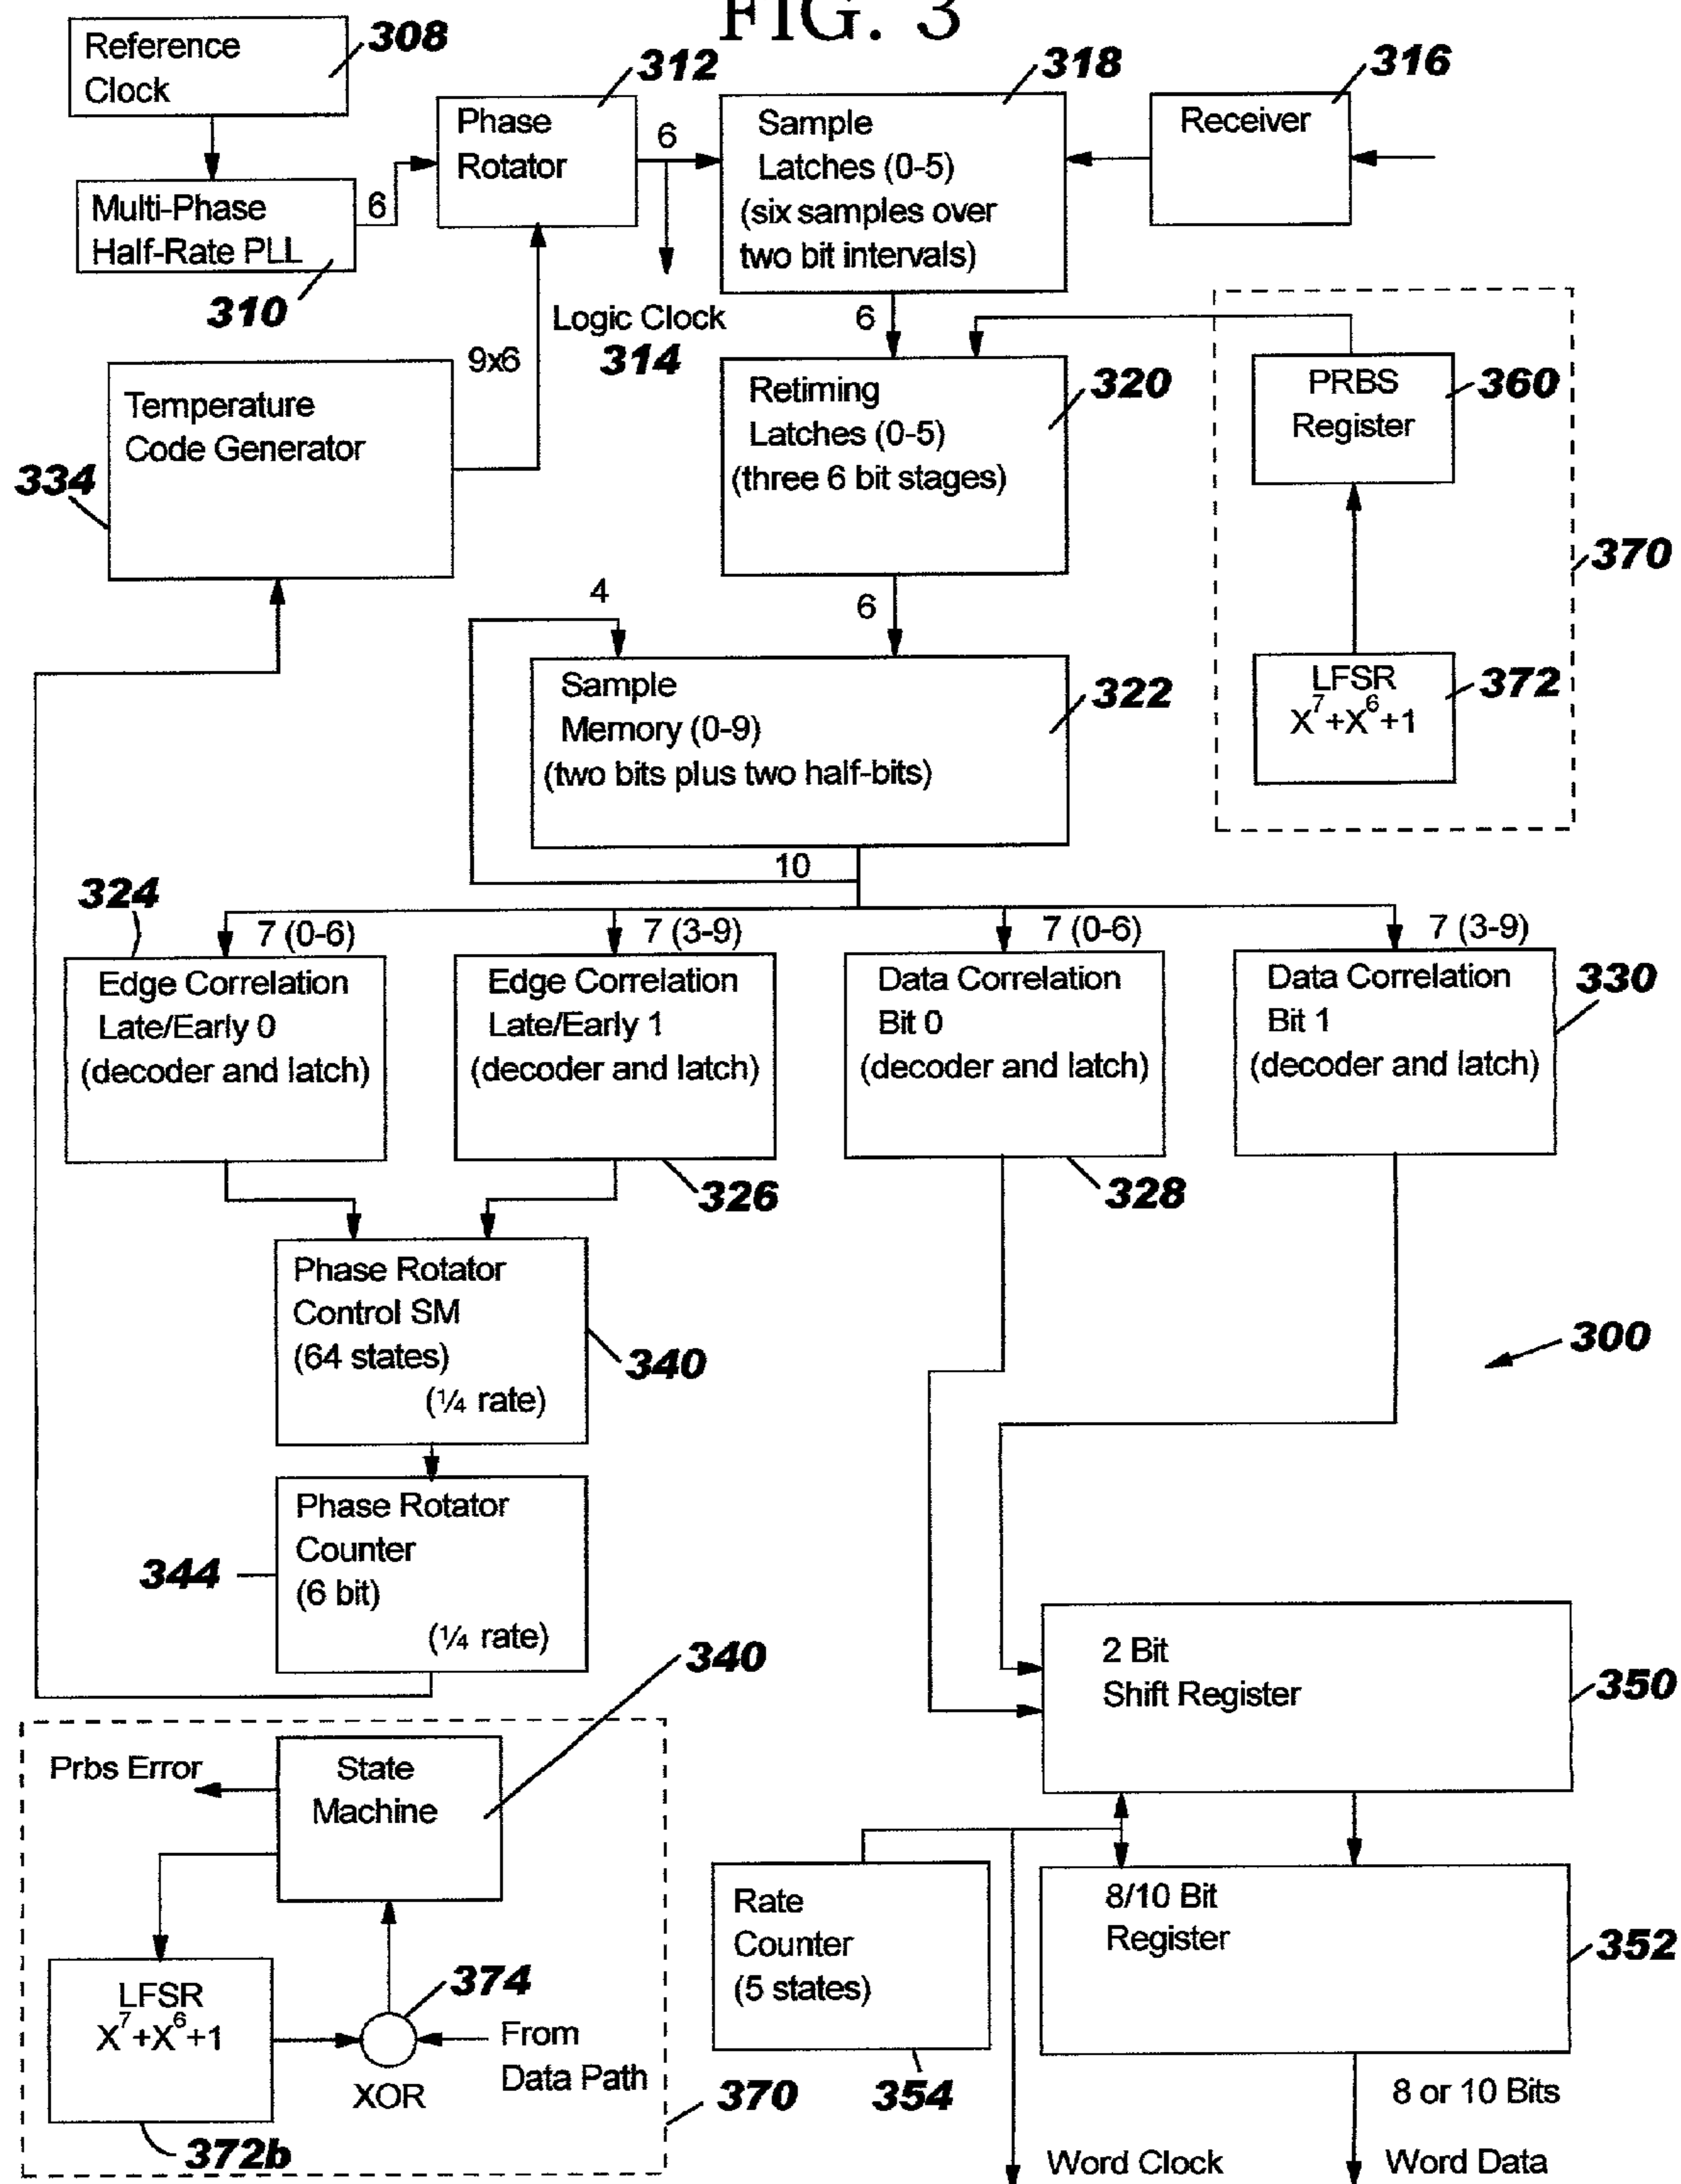 FIG. 3
Reference
Clock
308
Multi-Phase
Half-Rate PLL
310
6
Phase
Rotator
312
6
Logic Clock
314
Sample
Latches (0-5)
(six samples over
two bit intervals)
318
Receiver
316
6
9x6
Temperature
Code Generator
334
Retiming
Latches (0-5)
(three 6 bit stages)
320
PRBS
Register
360
370
LFSR
X⁷+X⁶+1
372
4
6
Sample
Memory (0-9)
(two bits plus two half-bits)
322
10
324
7 (0-6)
7 (3-9)
7 (0-6)
7 (3-9)
Edge Correlation
Late/Early 0
(decoder and latch)
Edge Correlation
Late/Early 1
(decoder and latch)
326
Data Correlation
Bit 0
(decoder and latch)
328
Data Correlation
Bit 1
(decoder and latch)
330
Phase Rotator
Control SM
(64 states)
(¼ rate)
340
300
Phase Rotator
Counter
(6 bit)
(¼ rate)
344
340
2 Bit
Shift Register
350
Prbs Error
State
Machine
LFSR
X⁷+X⁶+1
372b
374
XOR
From
Data Path
370
Rate
Counter
(5 states)
354
8/10 Bit
Register
352
8 or 10 Bits
Word Clock
Word Data